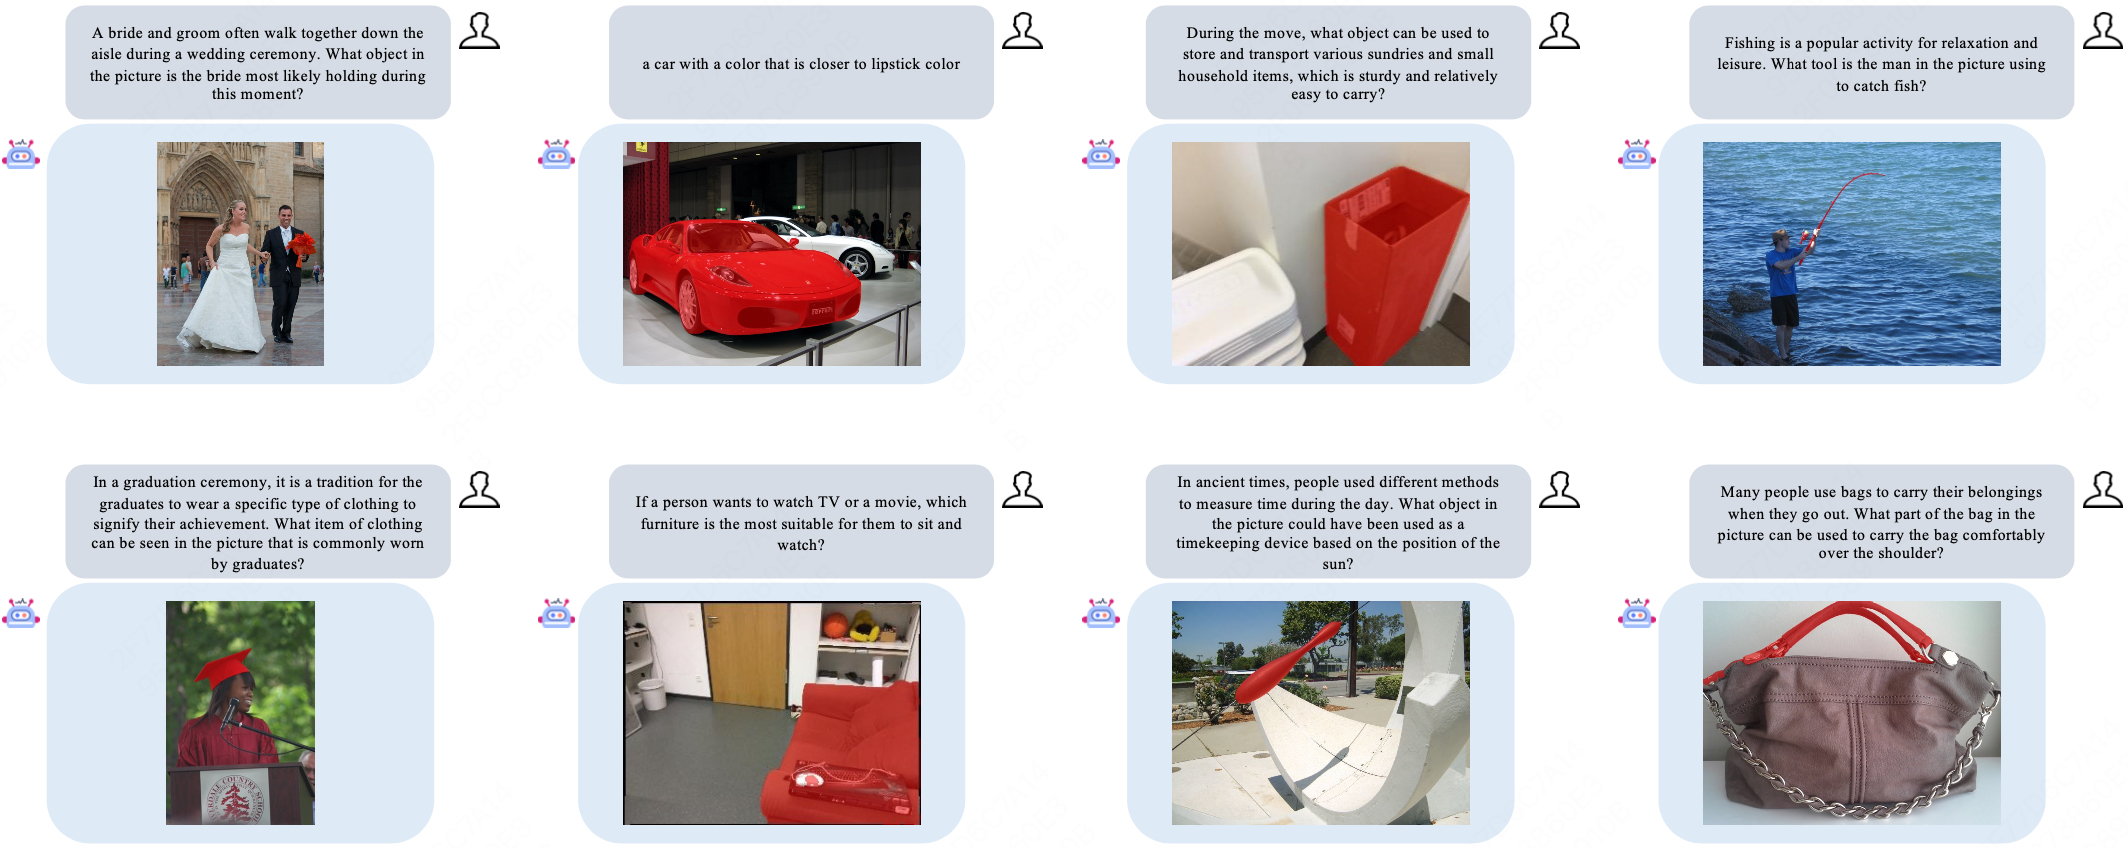 A bride and groom often walk together down the
aisle during a wedding ceremony. What object in
the picture is the bride most likely holding during
this moment?
a car with a color that is closer to lipstick color
During the move, what object can be used to
store and transport various sundries and small
household items, which is sturdy and relatively
easy to carry?
Fishing is a popular activity for relaxation and
leisure. What tool is the man in the picture using
to catch fish?
In a graduation ceremony, it is a tradition for the
graduates to wear a specific type of clothing to
signify their achievement. What item of clothing
can be seen in the picture that is commonly worn
by graduates?
If a person wants to watch TV or a movie, which
furniture is the most suitable for them to sit and
watch?
In ancient times, people used different methods
to measure time during the day. What object in
the picture could have been used as a
timekeeping device based on the position of the
sun?
Many people use bags to carry their belongings
when they go out. What part of the bag in the
picture can be used to carry the bag comfortably
over the shoulder?